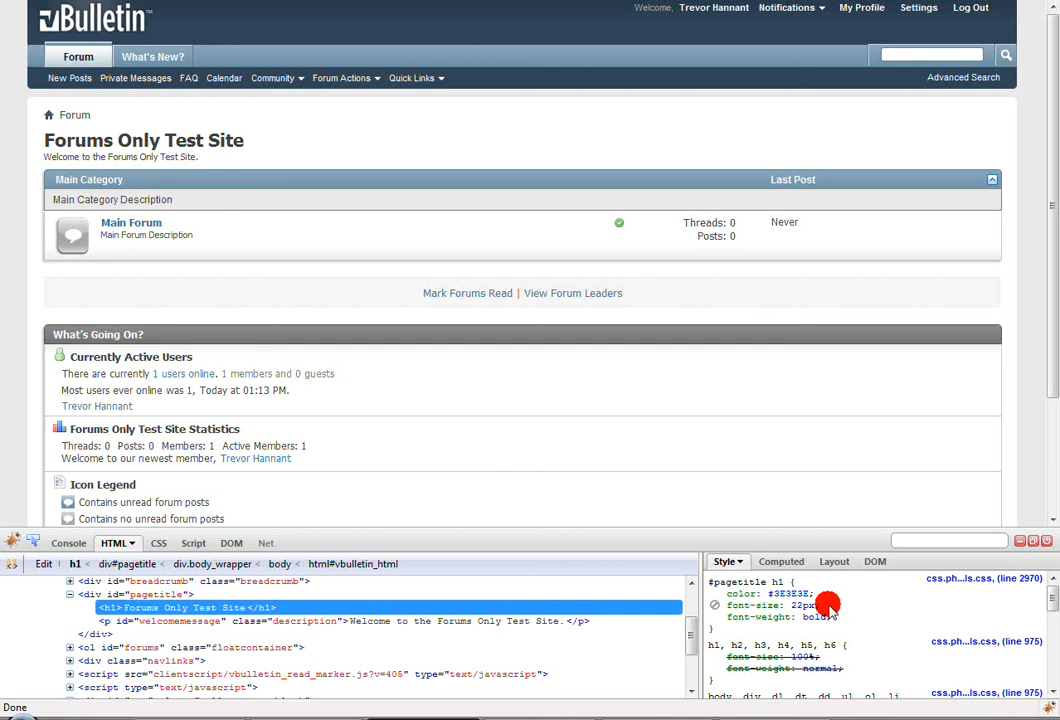 vBulletin™
Welcome, Trevor Hannant Notifications My Profile Settings Log Out
Forum What's New?
New Posts Private Messages FAQ Calendar Community Forum Actions Quick Links Advanced Search
Forum
Forums Only Test Site
Welcome to the Forums Only Test Site.
Main Category Last Post
Main Category Description
Main Forum Threads: 0 Never
Main Forum Description Posts: 0
Mark Forums Read | View Forum Leaders
What's Going On?
Currently Active Users
There are currently 1 users online. 1 members and 0 guests
Most users ever online was 1, Today at 01:13 PM.
Trevor Hannant
Forums Only Test Site Statistics
Threads: 0 Posts: 0 Members: 1 Active Members: 1
Welcome to our newest member, Trevor Hannant
Icon Legend
Contains unread forum posts
Contains no unread forum posts
Console HTML CSS Script DOM Net
Edit h1 < div#pagetitle < div.body_wrapper < body < html#vbulletin_html
<div id="breadcrumb" class="breadcrumb">
<div id="pagetitle">
<h1>Forums Only Test Site</h1>
<p id="welcomemessage" class="description">Welcome to the Forums Only Test Site.</p>
</div>
<ol id="forums" class="floatcontainer">
<div class="navlinks">
<script src="clientscript/vbulletin_read_marker.js?v=405" type="text/javascript">
<script type="text/javascript">
Style Computed Layout DOM
#pagetitle h1 { css.ph...ls.css, (line 2970)
color: #3E3E3E;
font-size: 22px
font-weight: bold;
}
h1, h2, h3, h4, h5, h6 { css.ph...ls.css, (line 975)
font-size: 100%;
font-weight: normal;
}
body, div, dl, dt, dd, ul, ol, li, css.ph...ls.css, (line 975)
Done